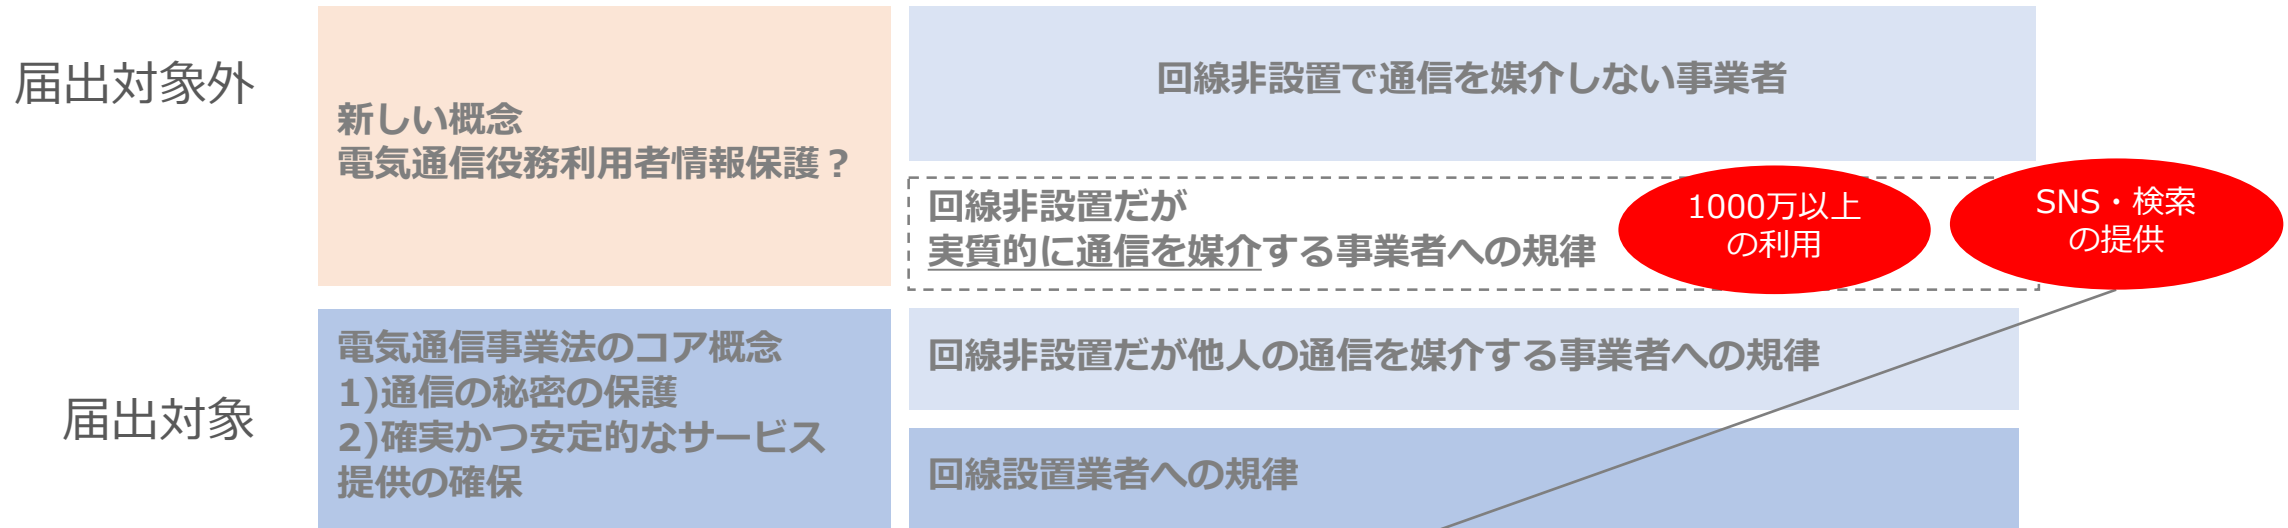 届出対象外
新しい概念
電気通信役務利用者情報保護？
回線非設置で通信を媒介しない事業者
回線非設置だが
実質的に通信を媒介する事業者への規律
1000万以上
の利用
SNS・検索
の提供
届出対象
電気通信事業法のコア概念
1)通信の秘密の保護
2)確実かつ安定的なサービス
提供の確保
回線非設置だが他人の通信を媒介する事業者への規律
回線設置業者への規律